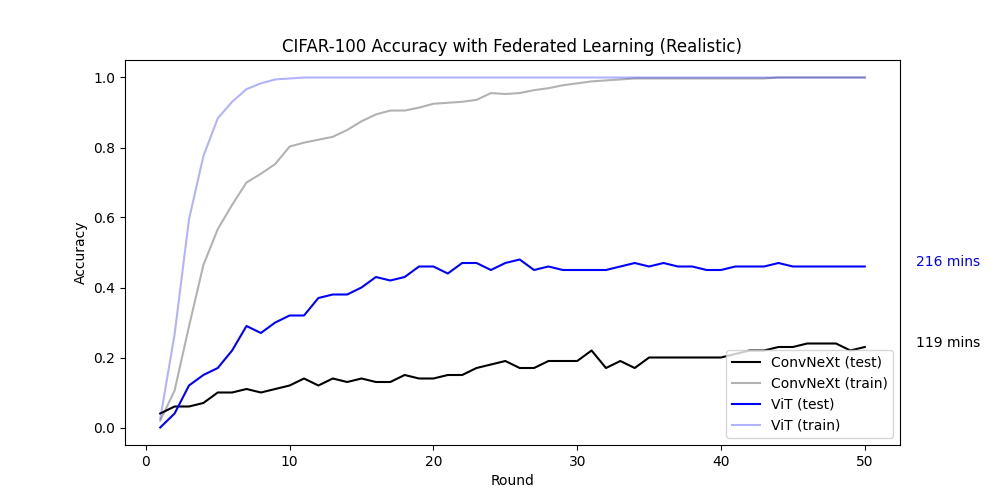 CIFAR-100 Accuracy with Federated Learning (Realistic)
Accuracy
1.0
0.8
0.6
0.4
0.2
0.0
216 mins
119 mins
ConvNeXt (test)
ConvNeXt (train)
ViT (test)
ViT (train)
0 10 20 30 40 50
Round